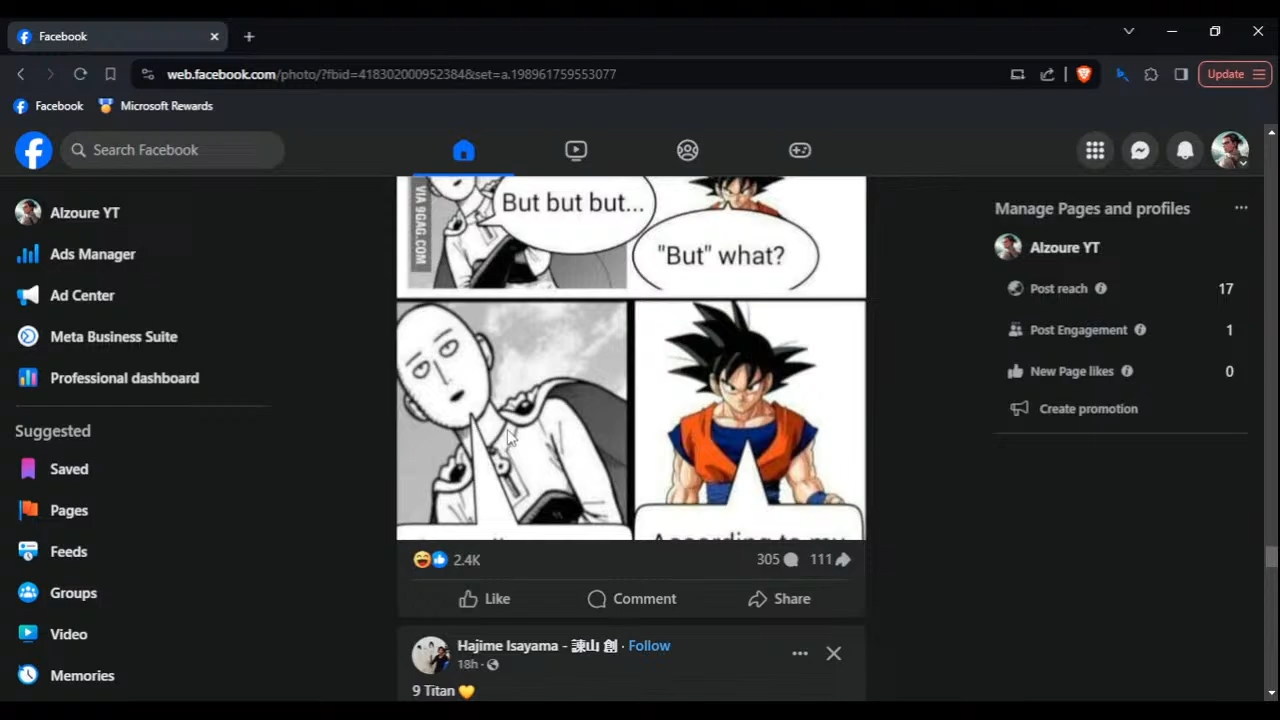 Facebook
web.facebook.com/photo/?fbid=418302000952384&set=a.198961759553077
Update
Facebook
Microsoft Rewards
Search Facebook
Alzoure YT
Ads Manager
Ad Center
Meta Business Suite
Professional dashboard
Suggested
Saved
Pages
Feeds
Groups
Video
Memories
VIA 9GAG.COM
But but but...
"But" what?
According to my
2.4K
305
111
Like
Comment
Share
Hajime Isayama - 諫山 創 · Follow
18h ·
9 Titan 💛
Manage Pages and profiles
Alzoure YT
Post reach
17
Post Engagement
1
New Page likes
0
Create promotion